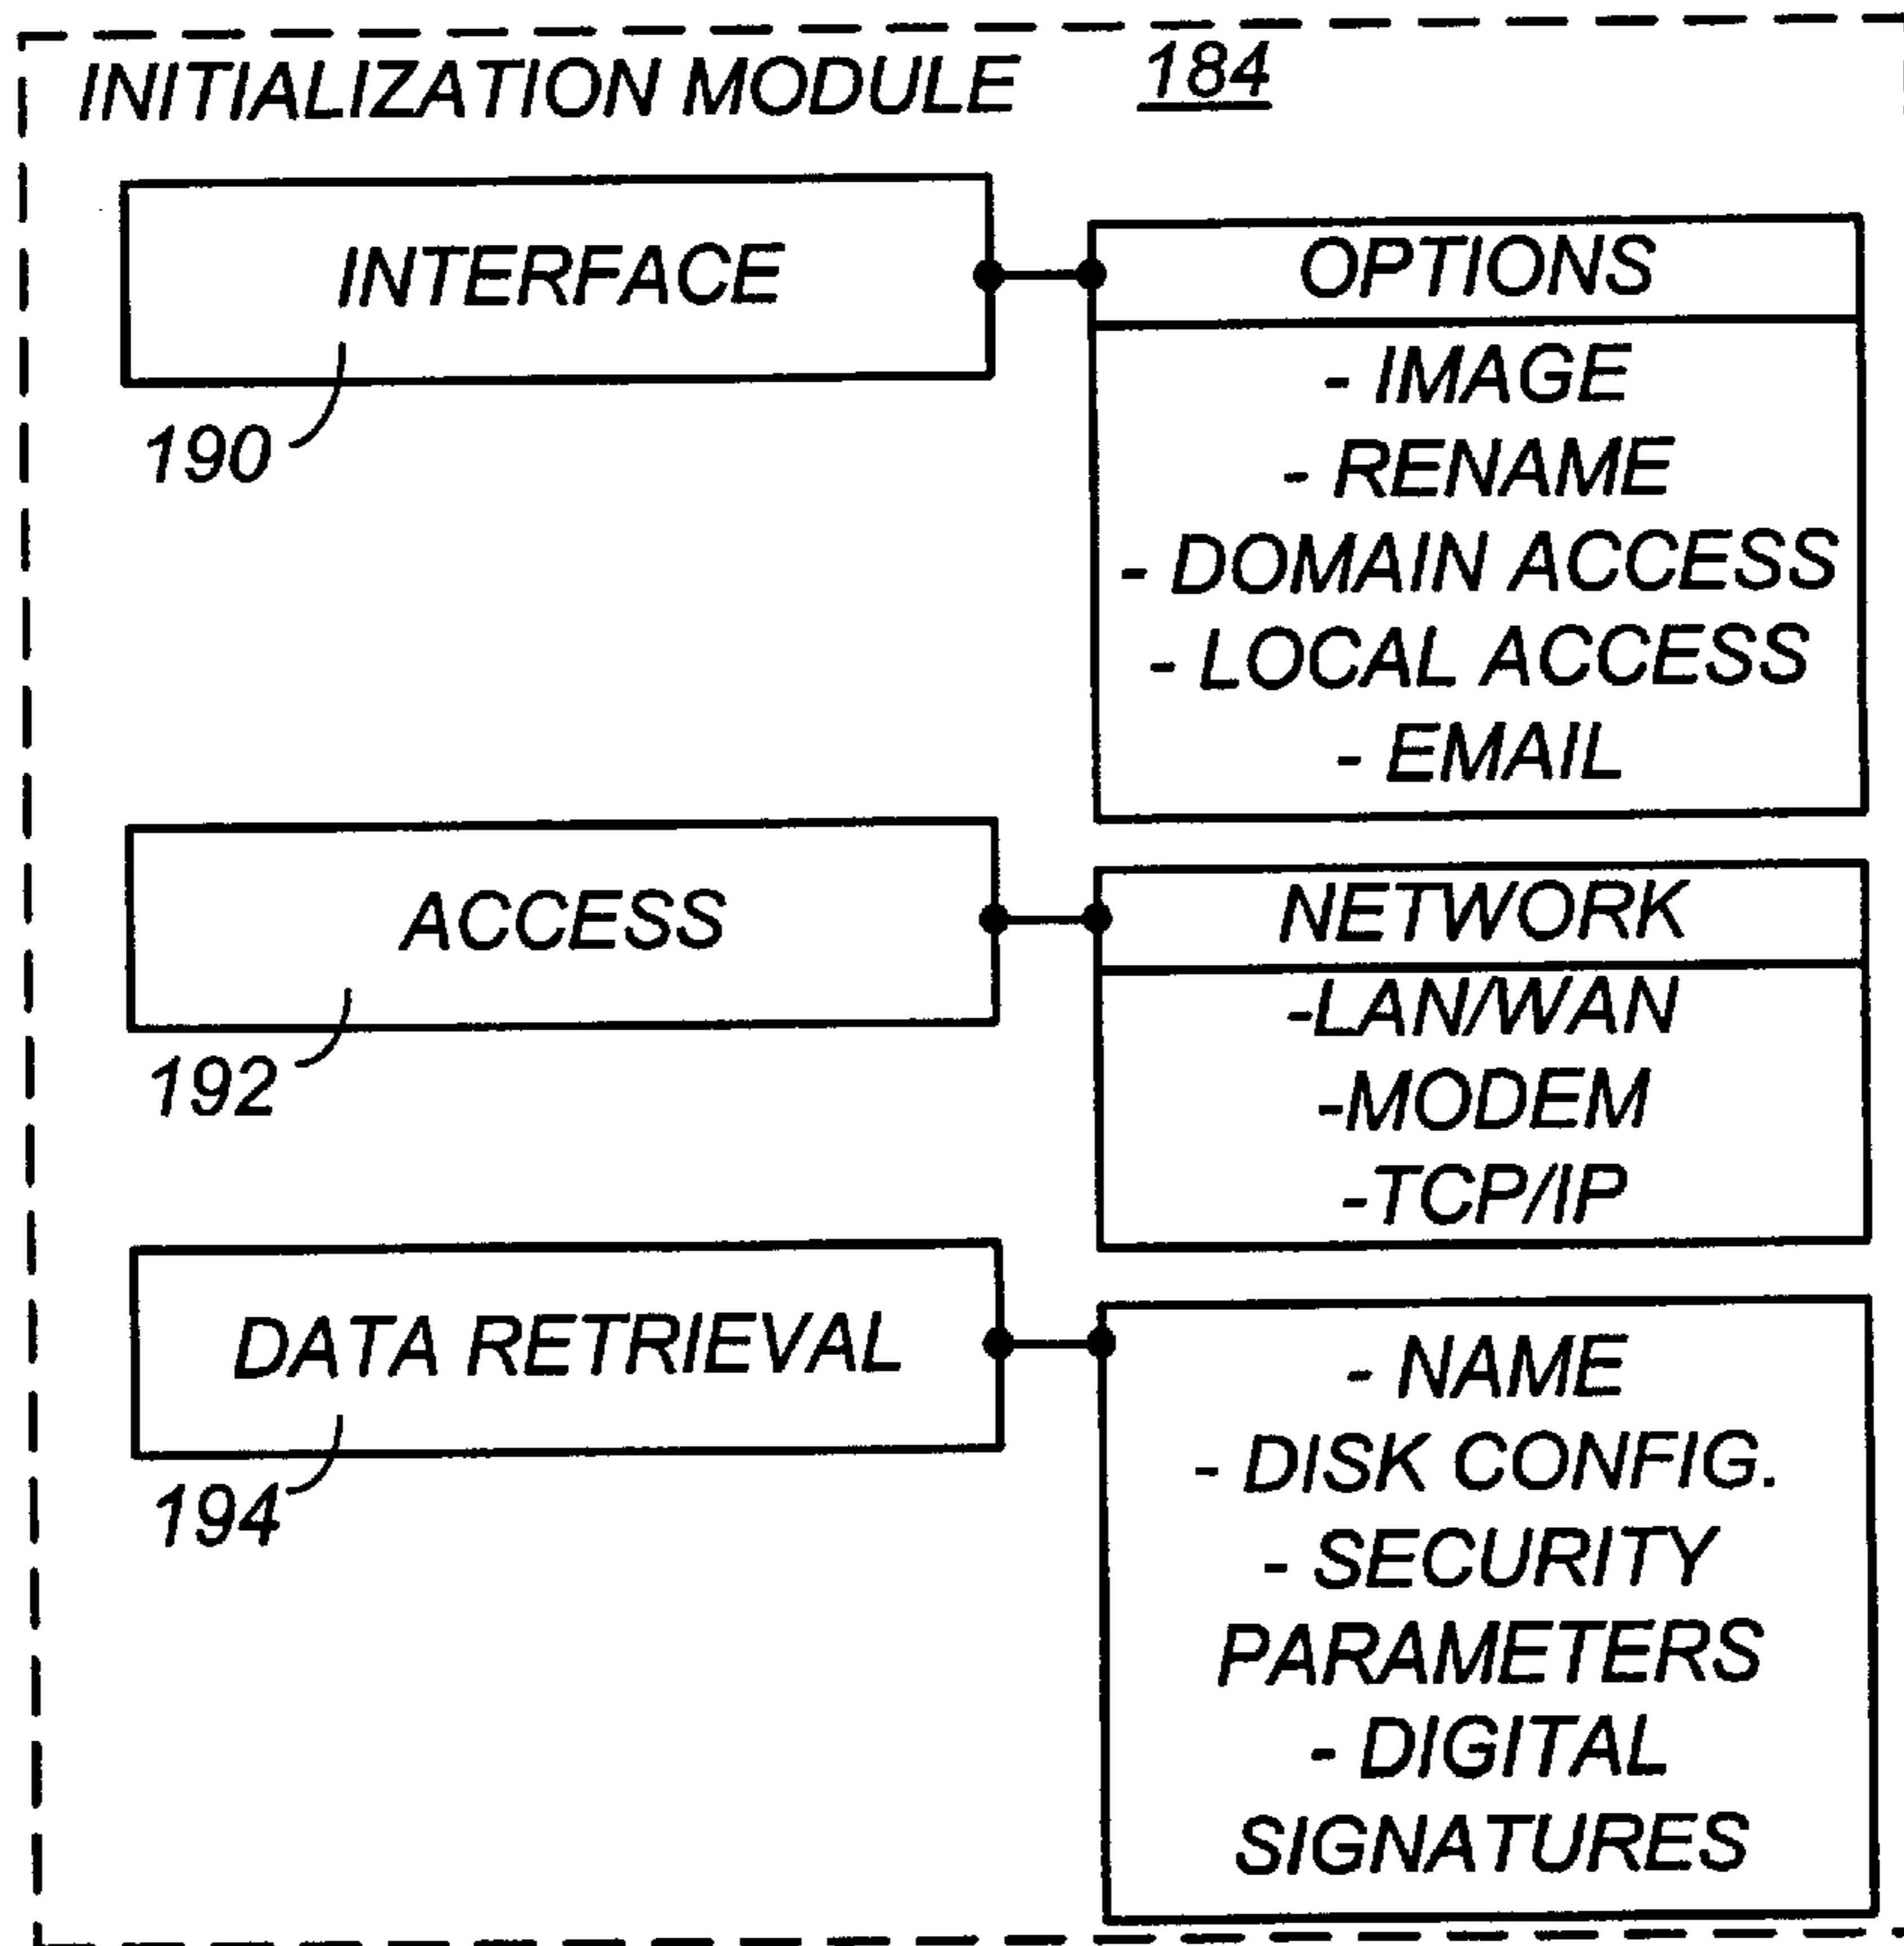 INITIALIZATION MODULE 184
INTERFACE
190
OPTIONS
- IMAGE
- RENAME
- DOMAIN ACCESS
- LOCAL ACCESS
- EMAIL
ACCESS
192
NETWORK
-LAN/WAN
-MODEM
-TCP/IP
DATA RETRIEVAL
194
- NAME
- DISK CONFIG.
- SECURITY
PARAMETERS
- DIGITAL
SIGNATURES